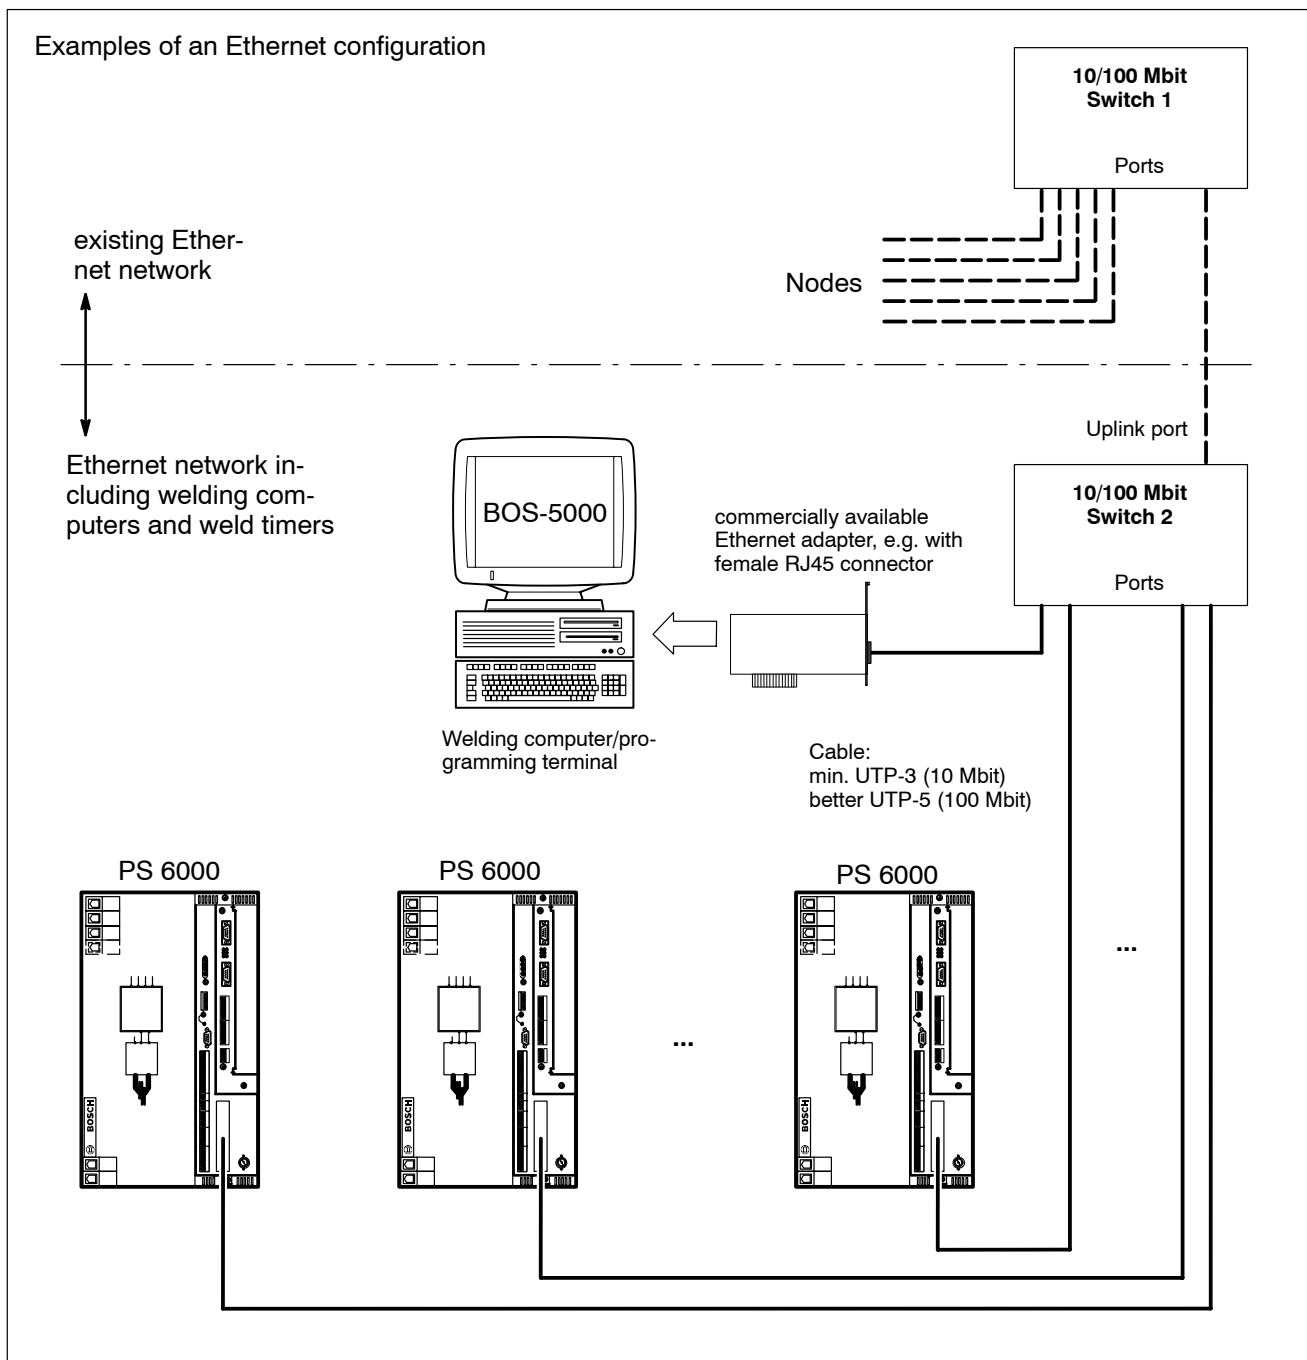 Examples of an Ethernet configuration
10/100 Mbit
Switch 1
Ports
existing Ether-
net network
Nodes
Uplink port
Ethernet network in-
cluding welding com-
puters and weld timers
BOS-5000
commercially available
Ethernet adapter, e.g. with
female RJ45 connector
10/100 Mbit
Switch 2
Ports
Welding computer/pro-
gramming terminal
Cable:
min. UTP-3 (10 Mbit)
better UTP-5 (100 Mbit)
PS 6000
PS 6000
PS 6000
...
...
BOSCH
BOSCH
BOSCH